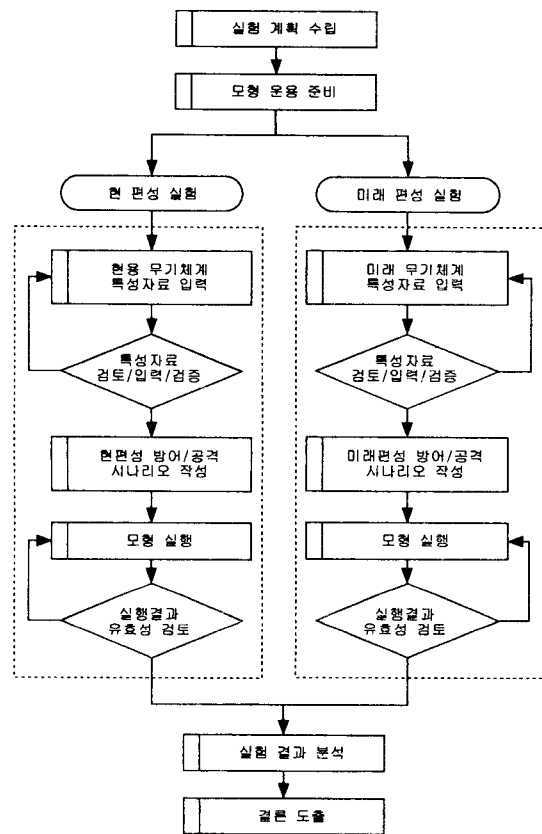 실험 계획 수립
모형 운용 준비
현 편성 실험
미래 편성 실험
현용 무기체계
특성자료 입력
미래 무기체계
특성자료 입력
특성자료
검토/입력/검증
특성자료
검토/입력/검증
현편성 방어/공격
시나리오 작성
미래편성 방어/공격
시나리오 작성
모형 실행
모형 실행
실행결과
유효성 검토
실행결과
유효성 검토
실험 결과 분석
결론 도출